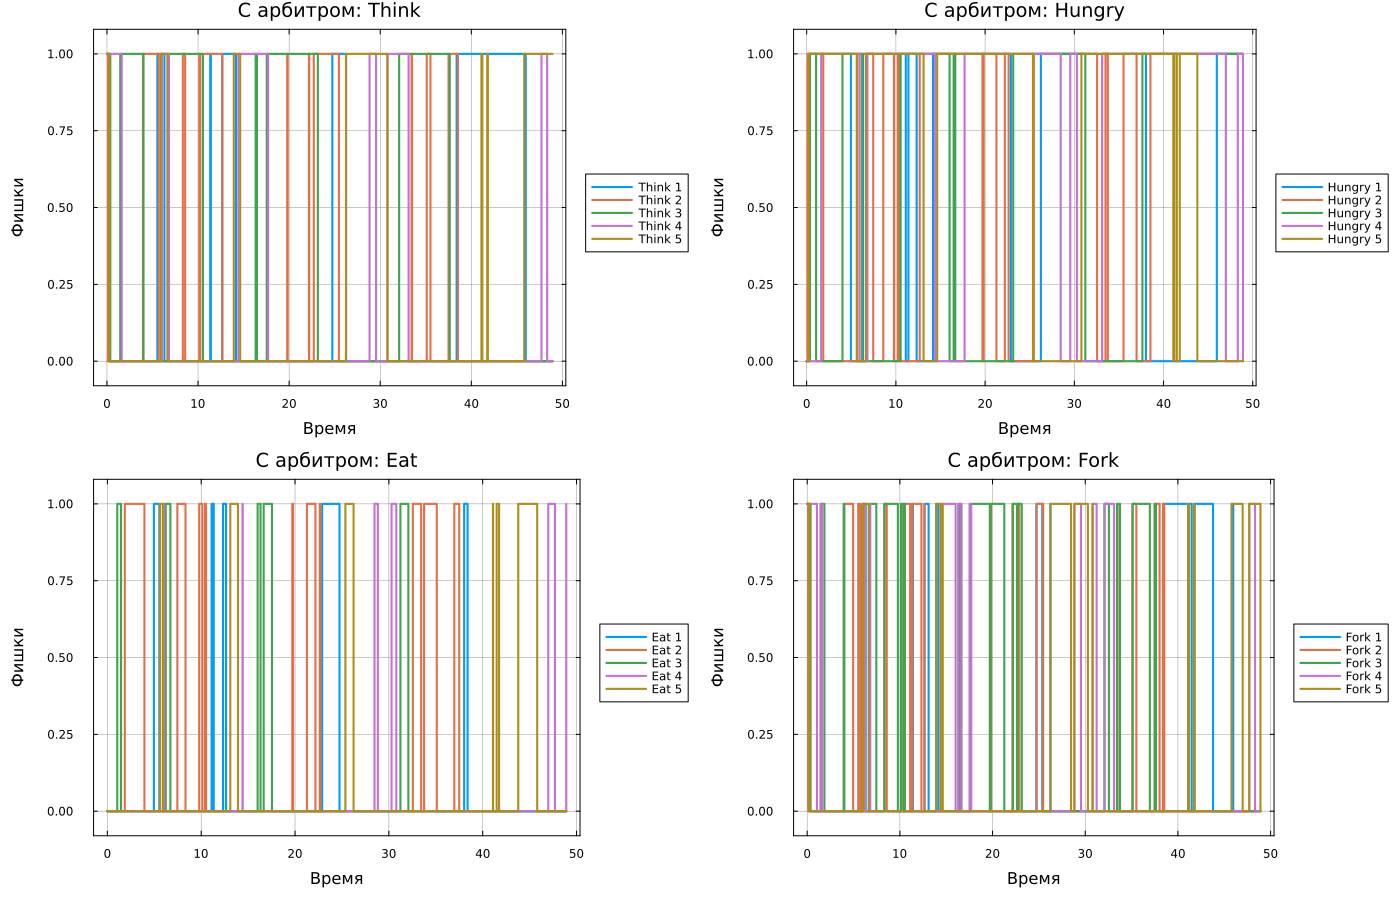 С арбитром: Think
1.00
0.75
0.50
0.25
0.00
Фишки
0 10 20 30 40 50
Время
Think 1
Think 2
Think 3
Think 4
Think 5
С арбитром: Hungry
1.00
0.75
0.50
0.25
0.00
Фишки
0 10 20 30 40 50
Время
Hungry 1
Hungry 2
Hungry 3
Hungry 4
Hungry 5
С арбитром: Eat
1.00
0.75
0.50
0.25
0.00
Фишки
0 10 20 30 40 50
Время
Eat 1
Eat 2
Eat 3
Eat 4
Eat 5
С арбитром: Fork
1.00
0.75
0.50
0.25
0.00
Фишки
0 10 20 30 40 50
Время
Fork 1
Fork 2
Fork 3
Fork 4
Fork 5